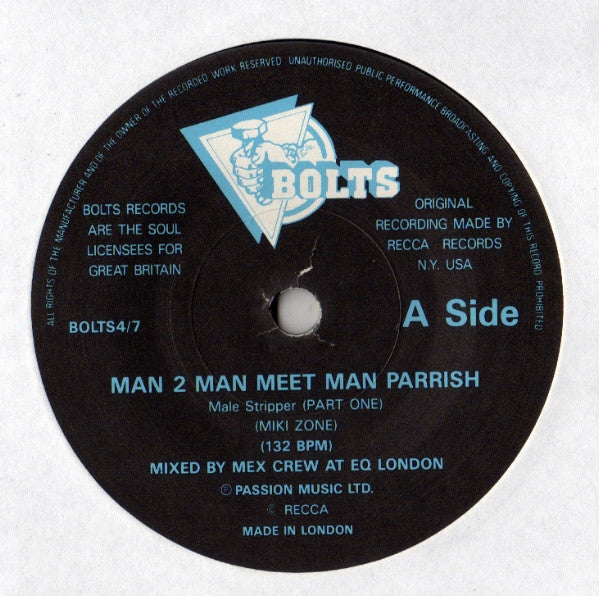 ALL RIGHTS OF THE MANUFACTURER AND OF THE OWNER OF THE RECORDED WORK RESERVED UNAUTHORISED PUBLIC PERFORMANCE BROADCASTING AND COPYING OF THIS RECORD PROHIBITED
BOLTS
BOLTS RECORDS
ARE THE SOUL
LICENSEES FOR
GREAT BRITAIN
ORIGINAL
RECORDING MADE BY
RECCA RECORDS
N.Y. USA
BOLTS4/7
A Side
MAN 2 MAN MEET MAN PARRISH
Male Stripper (PART ONE)
(MIKI ZONE)
(132 BPM)
MIXED BY MEX CREW AT EQ LONDON
Ⓟ PASSION MUSIC LTD.
© RECCA
MADE IN LONDON